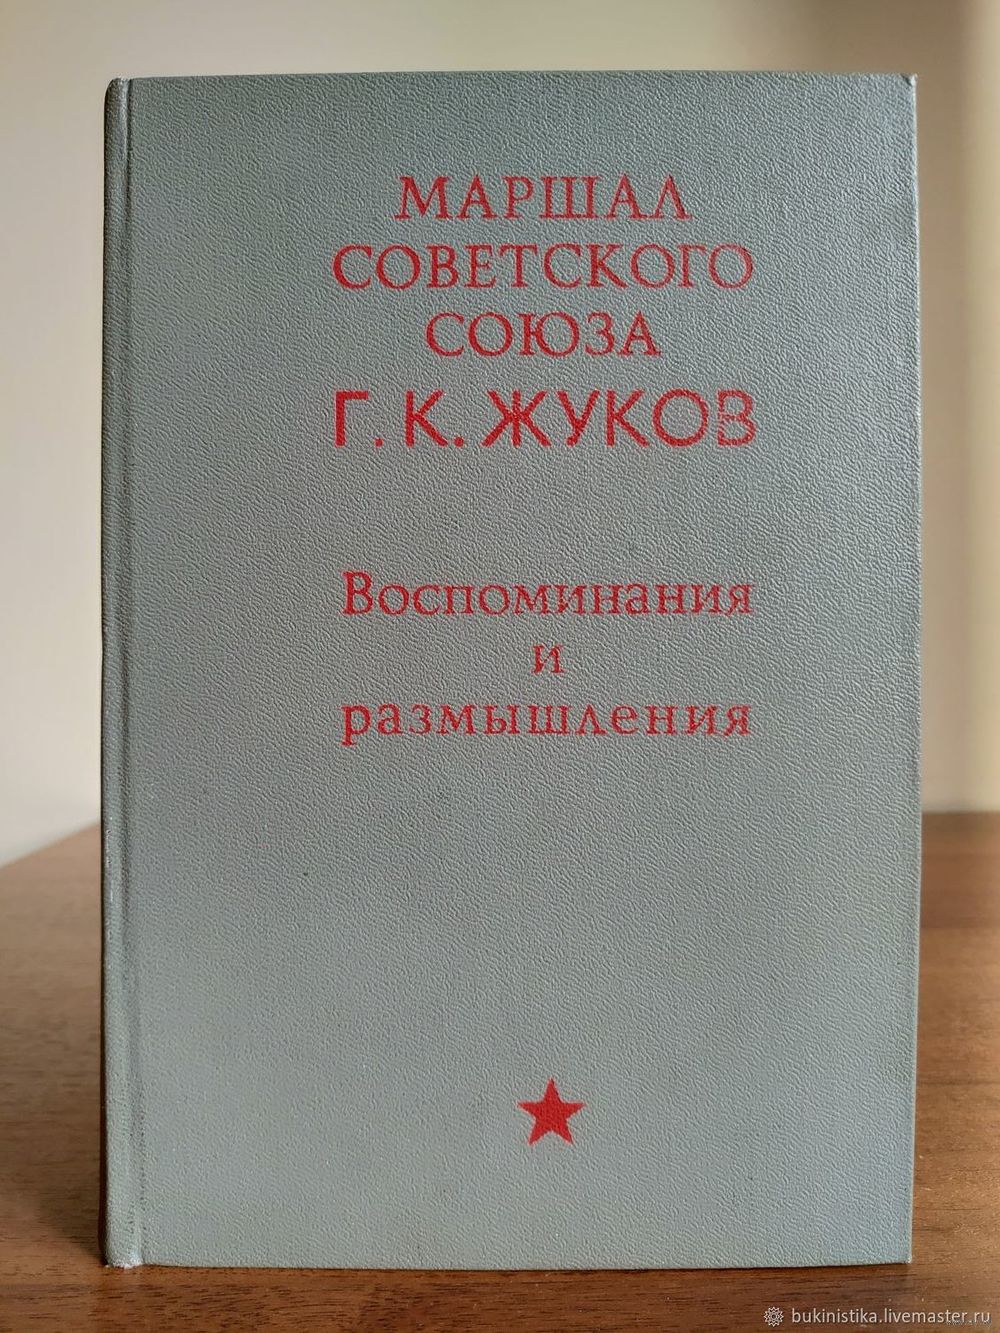 МАРШАЛ
СОВЕТСКОГО
СОЮЗА
Г. К. ЖУКОВ
Воспоминания
и
размышления
bukinistika.livemaster.ru